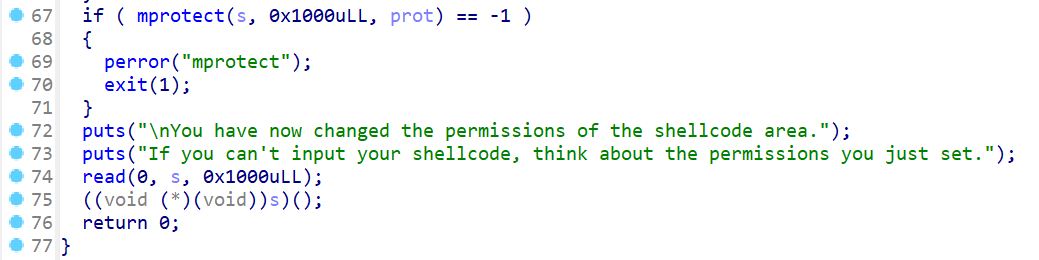 67 if ( mprotect(s, 0x1000uLL, prot) == -1 )
68 {
69 perror("mprotect");
70 exit(1);
71 }
72 puts("\nYou have now changed the permissions of the shellcode area.");
73 puts("If you can't input your shellcode, think about the permissions you just set.");
74 read(0, s, 0x1000uLL);
75 ((void (*)(void))s)();
76 return 0;
77 }